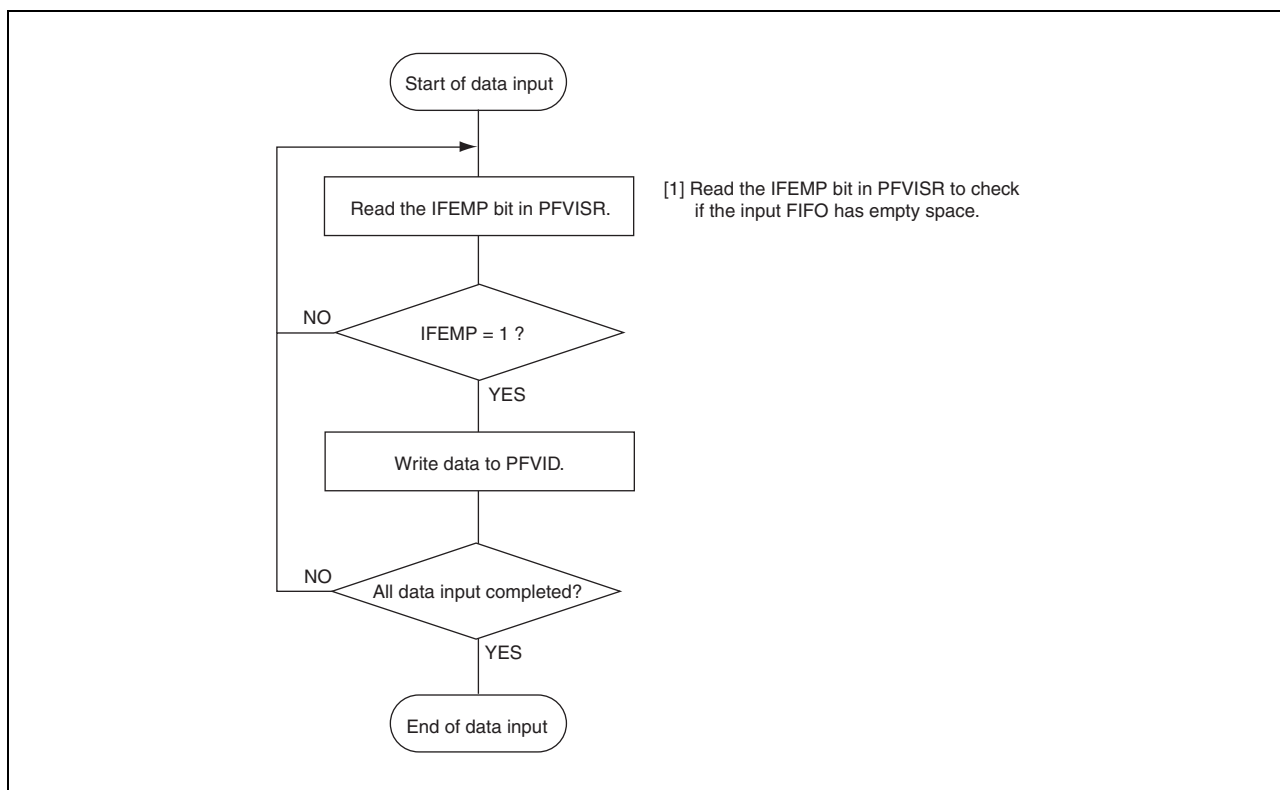 Start of data input
Read the IFEMP bit in PFVISR.
[1] Read the IFEMP bit in PFVISR to check
if the input FIFO has empty space.
NO
IFEMP = 1 ?
YES
Write data to PFVID.
NO
All data input completed?
YES
End of data input